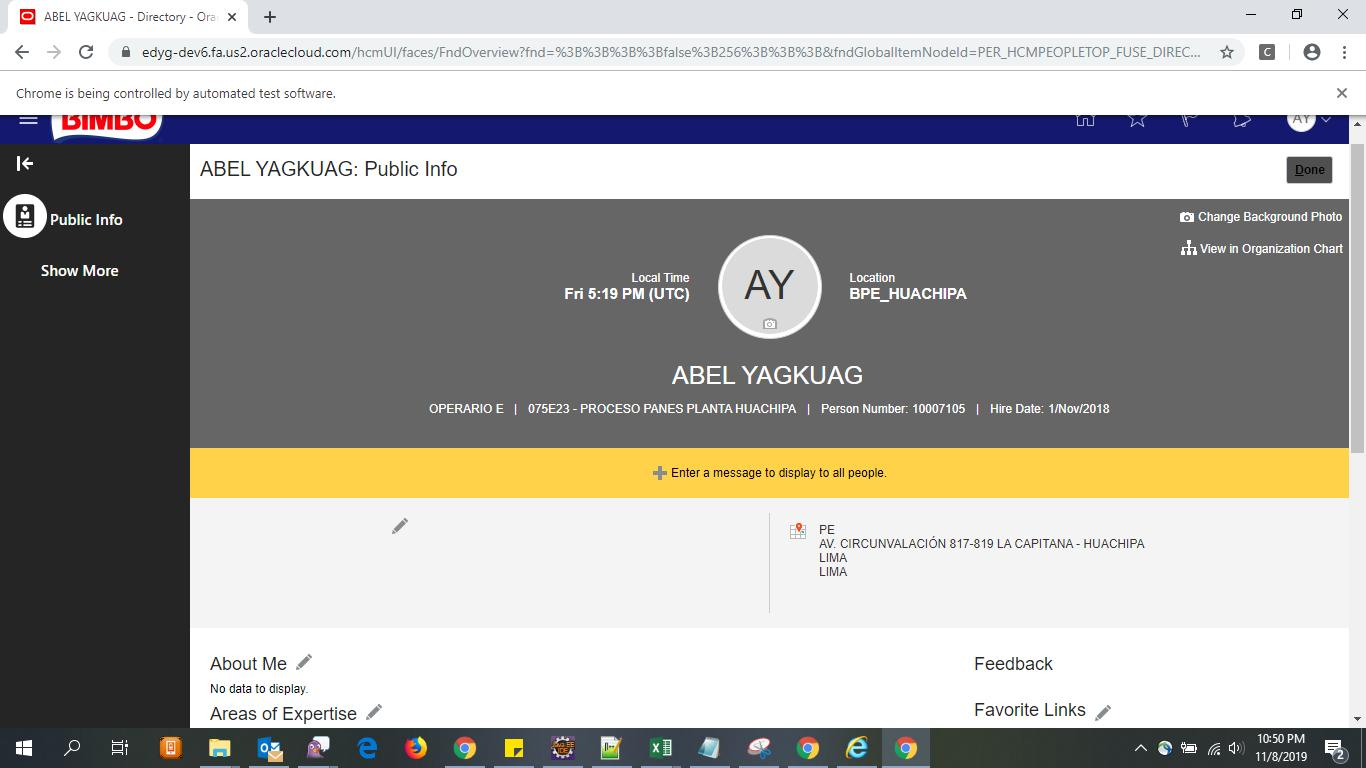 ABEL YAGKUAG - Directory - Ora
edyg-dev6.fa.us2.oraclecloud.com/hcmUI/faces/FndOverview?fnd=%3B%3B%3B%3Bfalse%3B256%3B%3B%3B&fndGlobalItemNodeId=PER_HCMPEOPLETOP_FUSE_DIREC...
C
Chrome is being controlled by automated test software.
BIMBO
AY
ABEL YAGKUAG: Public Info
Done
Public Info
Show More
Change Background Photo
View in Organization Chart
Local Time
Fri 5:19 PM (UTC)
AY
Location
BPE_HUACHIPA
ABEL YAGKUAG
OPERARIO E | 075E23 - PROCESO PANES PLANTA HUACHIPA | Person Number: 10007105 | Hire Date: 1/Nov/2018
Enter a message to display to all people.
PE
AV. CIRCUNVALACIÓN 817-819 LA CAPITANA - HUACHIPA
LIMA
LIMA
About Me
No data to display.
Areas of Expertise
Feedback
Favorite Links
10:50 PM
11/8/2019
2